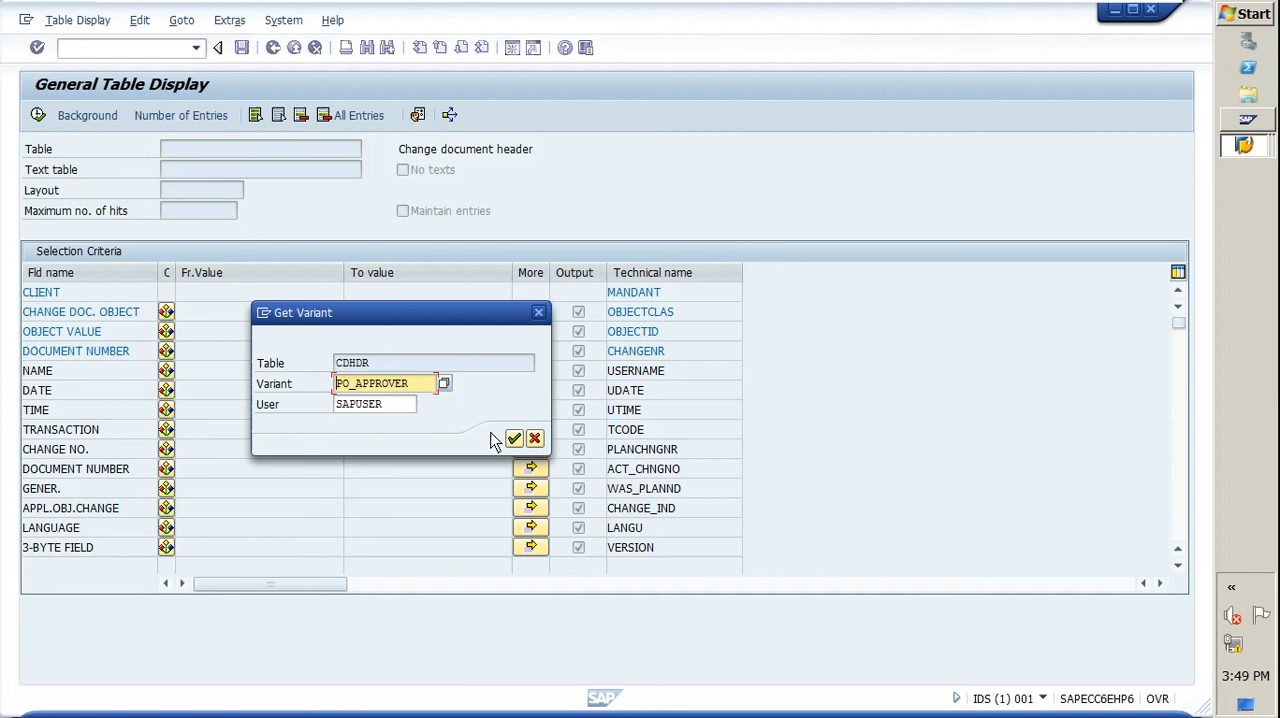 Table Display Edit Goto Extras System Help
Start
General Table Display
Background Number of Entries All Entries
Table Change document header
Text table No texts
Layout
Maximum no. of hits Maintain entries
Selection Criteria
Fld name C Fr.Value To value More Output Technical name
CLIENT MANDANT
CHANGE DOC. OBJECT OBJECTCLAS
OBJECT VALUE OBJECTID
DOCUMENT NUMBER CHANGENR
NAME USERNAME
DATE UDATE
TIME UTIME
TRANSACTION TCODE
CHANGE NO. PLANCHNGNR
DOCUMENT NUMBER ACT_CHNGNO
GENER. WAS_PLANND
APPL.OBJ.CHANGE CHANGE_IND
LANGUAGE LANGU
3-BYTE FIELD VERSION
Get Variant
Table CDHDR
Variant PO_APPROVER
User SAPUSER
«
3:49 PM
SAP
IDS (1) 001 SAPECC6EHP6 OVR